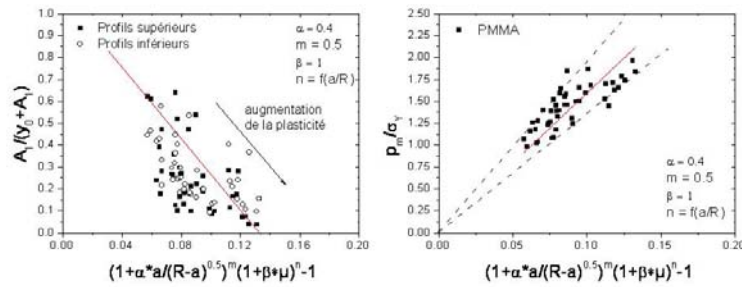 1.0
0.9
0.8
0.7
0.6
0.5
0.4
0.3
0.2
0.1
0.0
A₁/(y₀+A₁)
Profils supérieurs
Profils inférieurs
α = 0.4
m = 0.5
β = 1
n = f(a/R)
augmentation
de la plasticité
0.00 0.04 0.08 0.12 0.16 0.20
(1+α*a/(R-a)^0.5)^m(1+β*μ)^n-1
2.50
2.25
2.00
1.75
1.50
1.25
1.00
0.75
0.50
0.25
0.00
pₘ/σY
PMMA
α = 0.4
m = 0.5
β = 1
n = f(a/R)
0.00 0.05 0.10 0.15 0.20
(1+α*a/(R-a)^0.5)^m(1+β*μ)^n-1